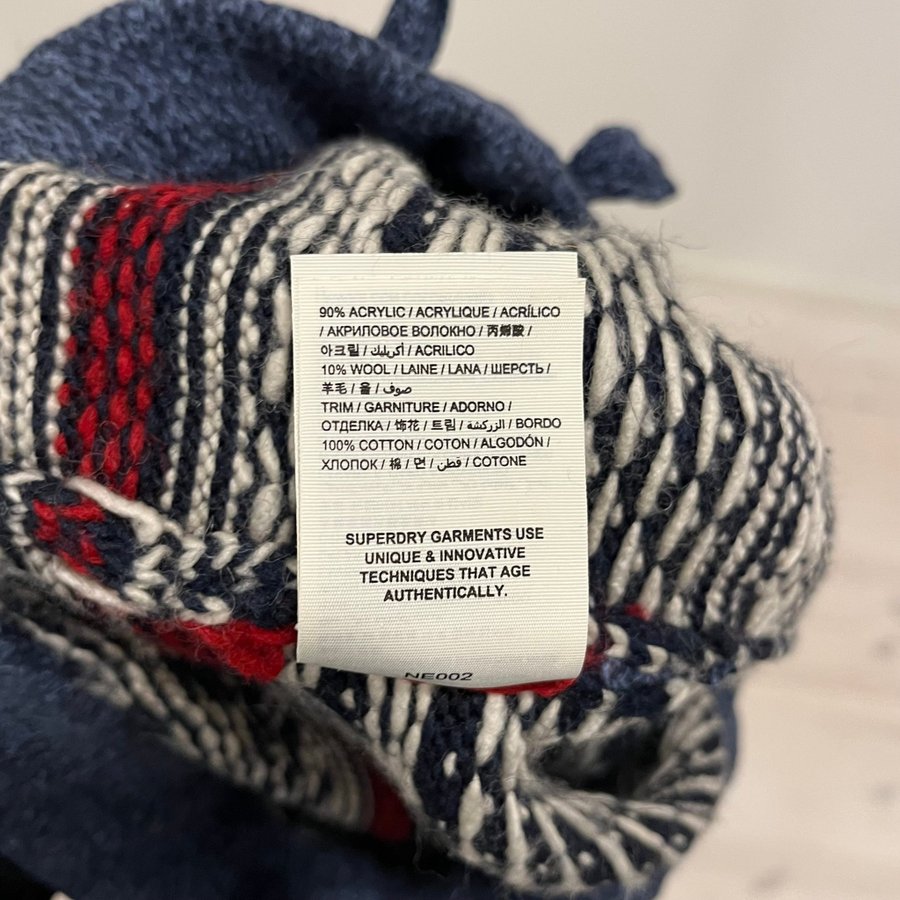 90% ACRYLIC / ACRYLIQUE / ACRÍLICO
/ АКРИЛОВОЕ ВОЛОКНО / 丙烯酸 /
아크릴 / أكريليك / ACRILICO
10% WOOL / LAINE / LANA / ШЕРСТЬ /
羊毛 / 울 / صوف
TRIM / GARNITURE / ADORNO /
ОТДЕЛКА / 饰花 / 트림 / الزركشة / BORDO
100% COTTON / COTON / ALGODÓN /
ХЛОПОК / 棉 / 면 / قطن / COTONE
SUPERDRY GARMENTS USE
UNIQUE & INNOVATIVE
TECHNIQUES THAT AGE
AUTHENTICALLY.
NE002